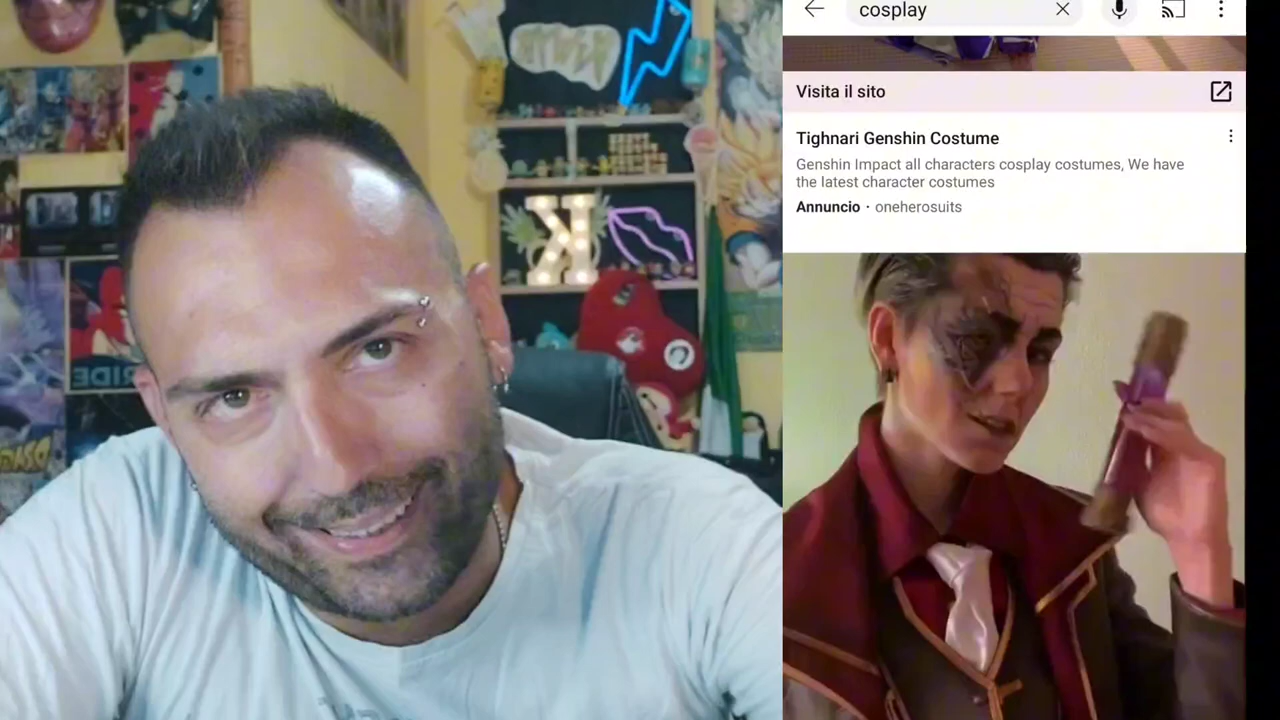 cosplay
Visita il sito
Tighnari Genshin Costume
Genshin Impact all characters cosplay costumes, We have
the latest character costumes
Annuncio · oneherosuits
K
RIDE